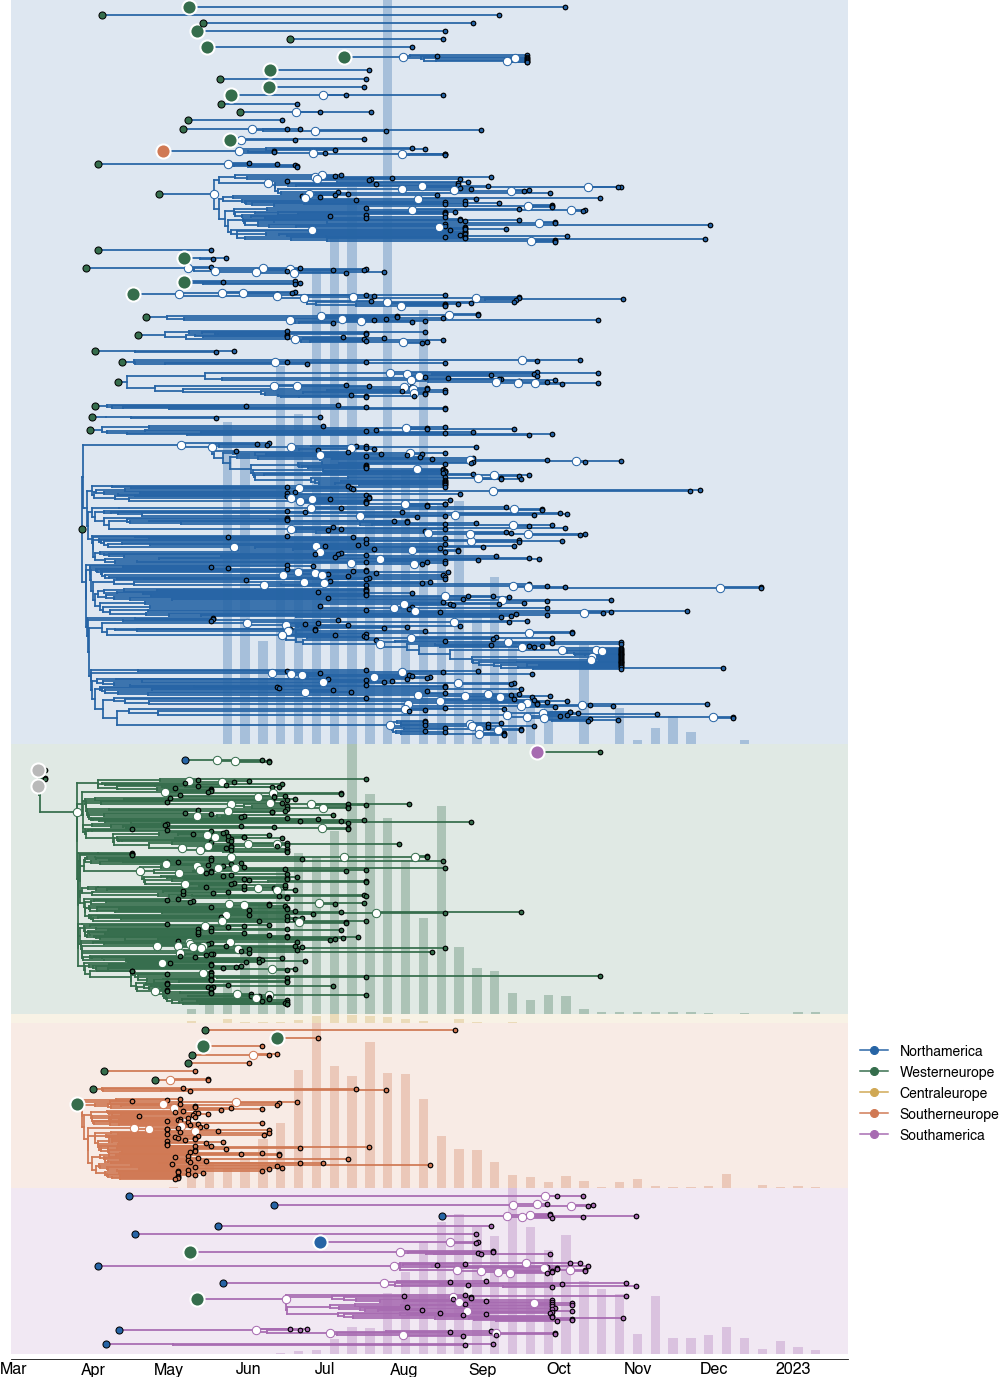 Northamerica
Westerneurope
Centraleurope
Southerneurope
Southamerica
Mar Apr May Jun Jul Aug Sep Oct Nov Dec 2023